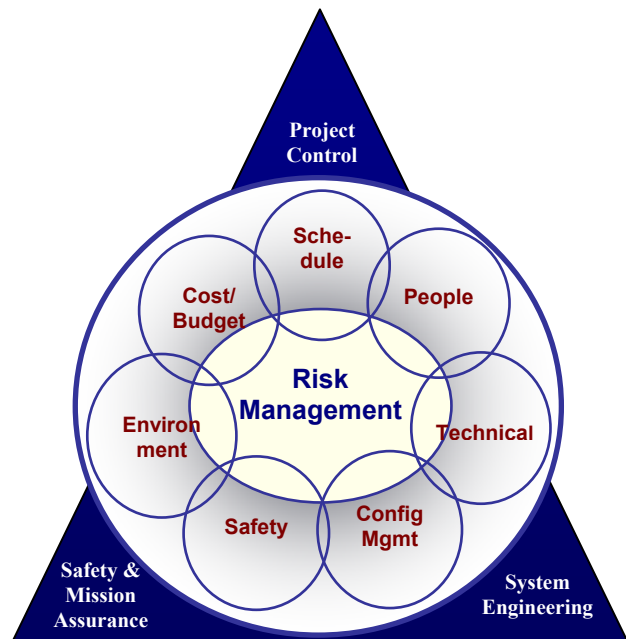 Project
Control
Sche-
dule
Cost/
Budget
People
Risk
Management
Environ
ment
Technical
Safety
Config
Mgmt
Safety &
Mission
Assurance
System
Engineering